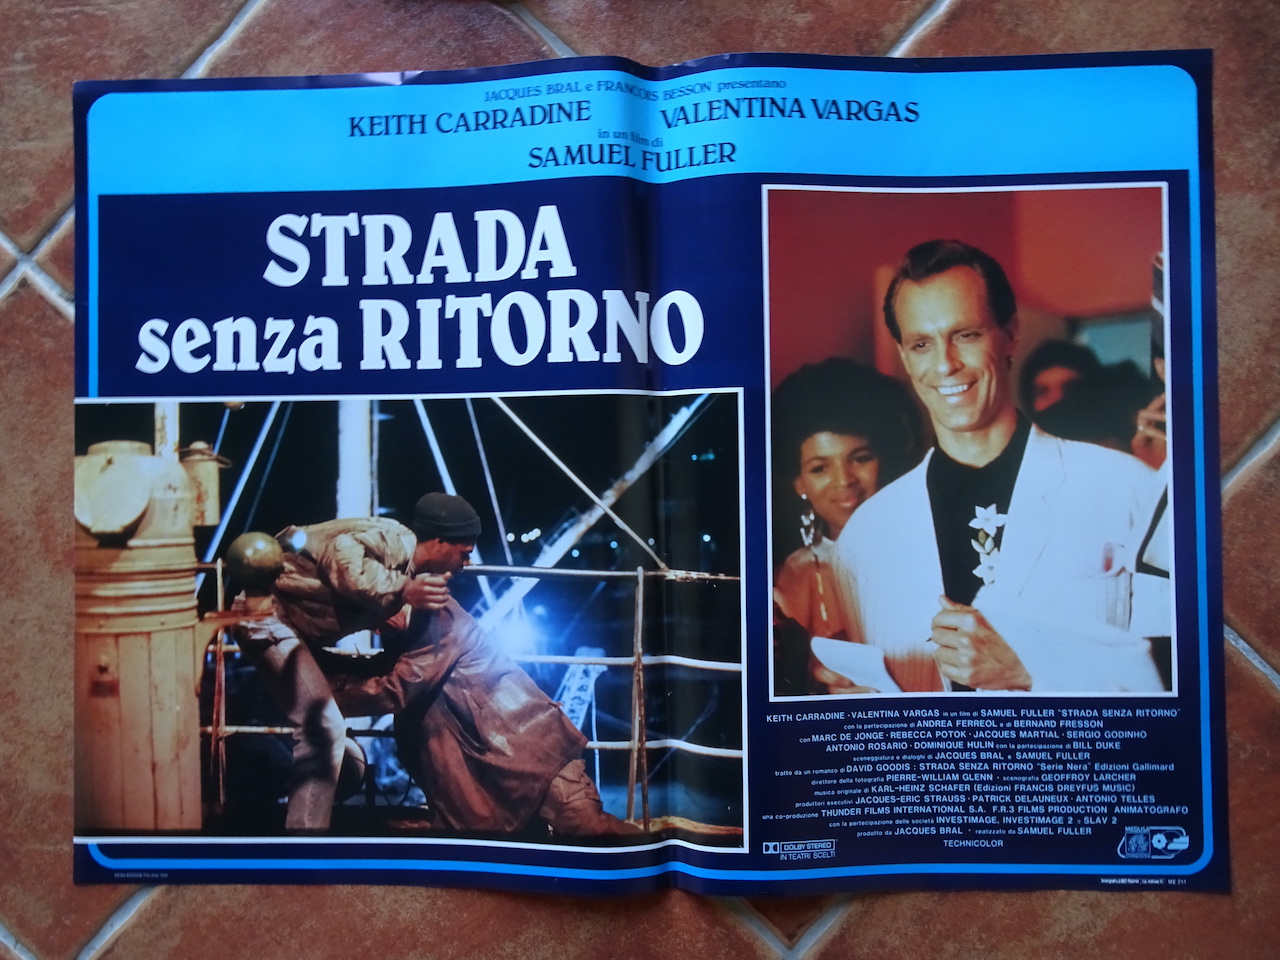 JACQUES BRAL e FRANCOIS BESSON presentano
KEITH CARRADINE VALENTINA VARGAS
in un film di
SAMUEL FULLER
STRADA
senza RITORNO
KEITH CARRADINE · VALENTINA VARGAS in un film di SAMUEL FULLER "STRADA SENZA RITORNO"
con la partecipazione di ANDREA FERREOL e di BERNARD FRESSON
con MARC DE JONGE · REBECCA POTOK · JACQUES MARTIAL · SERGIO GODINHO
ANTONIO ROSARIO · DOMINIQUE HULIN con la partecipazione di BILL DUKE
sceneggiatura e dialoghi di JACQUES BRAL e SAMUEL FULLER
tratto da un romanzo di DAVID GOODIS : STRADA SENZA RITORNO "Serie Nera" Edizioni Gallimard
direttore della fotografia PIERRE-WILLIAM GLENN · scenografia GEOFFROY LARCHER
musica originale di KARL-HEINZ SCHAFER (Edizioni FRANCIS DREYFUS MUSIC)
produttori esecutivi JACQUES-ERIC STRAUSS · PATRICK DELAUNEUX · ANTONIO TELLES
una co-produzione THUNDER FILMS INTERNATIONAL S.A. F.R.3 FILMS PRODUCTION ANIMATOGRAFO
con la partecipazione delle società INVESTIMAGE, INVESTIMAGE 2 e SLAV 2
prodotto da JACQUES BRAL · realizzato da SAMUEL FULLER
TECHNICOLOR
DOLBY STEREO
IN TEATRI SCELTI
MEDUSA